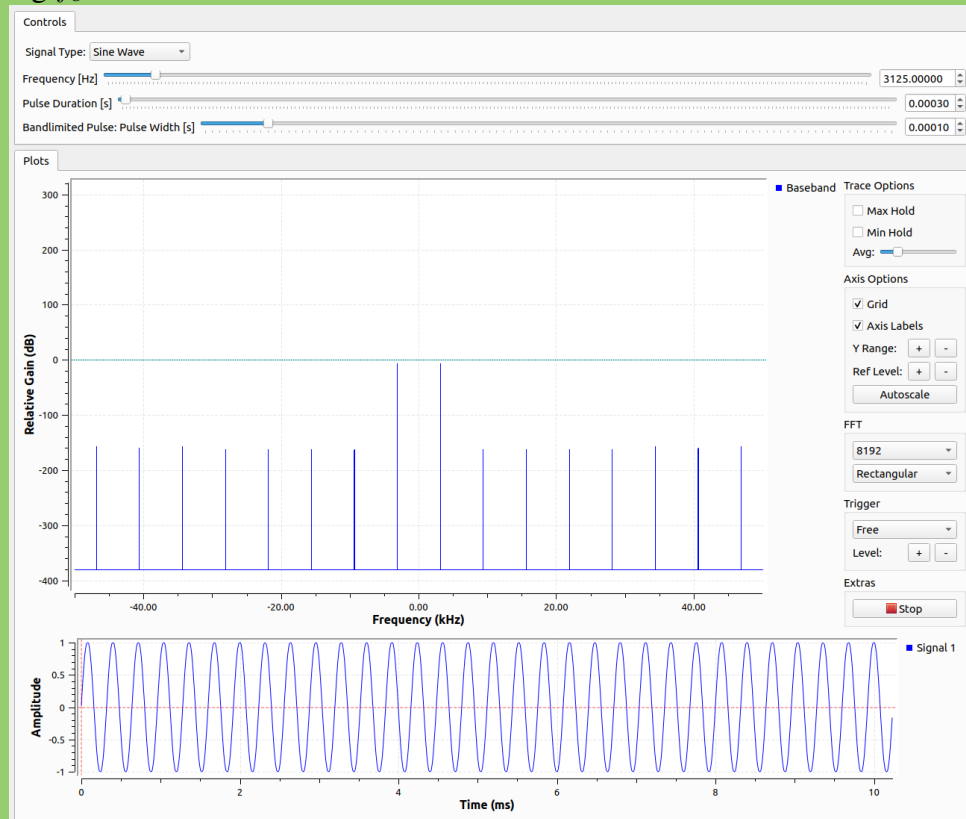 Controls
Signal Type: Sine Wave
Frequency [Hz] 3125.00000
Pulse Duration [s] 0.00030
Bandlimited Pulse: Pulse Width [s] 0.00010
Plots
Baseband
Trace Options
Max Hold
Min Hold
Avg:
Axis Options
Grid
Axis Labels
Y Range: + -
Ref Level: + -
Autoscale
FFT
8192
Rectangular
Trigger
Free
Level: + -
Extras
Stop
Relative Gain (dB)
300
200
100
0
-100
-200
-300
-400
-40.00 -20.00 0.00 20.00 40.00
Frequency (kHz)
Signal 1
Amplitude
1
0.5
0
-0.5
-1
0 2 4 6 8 10
Time (ms)